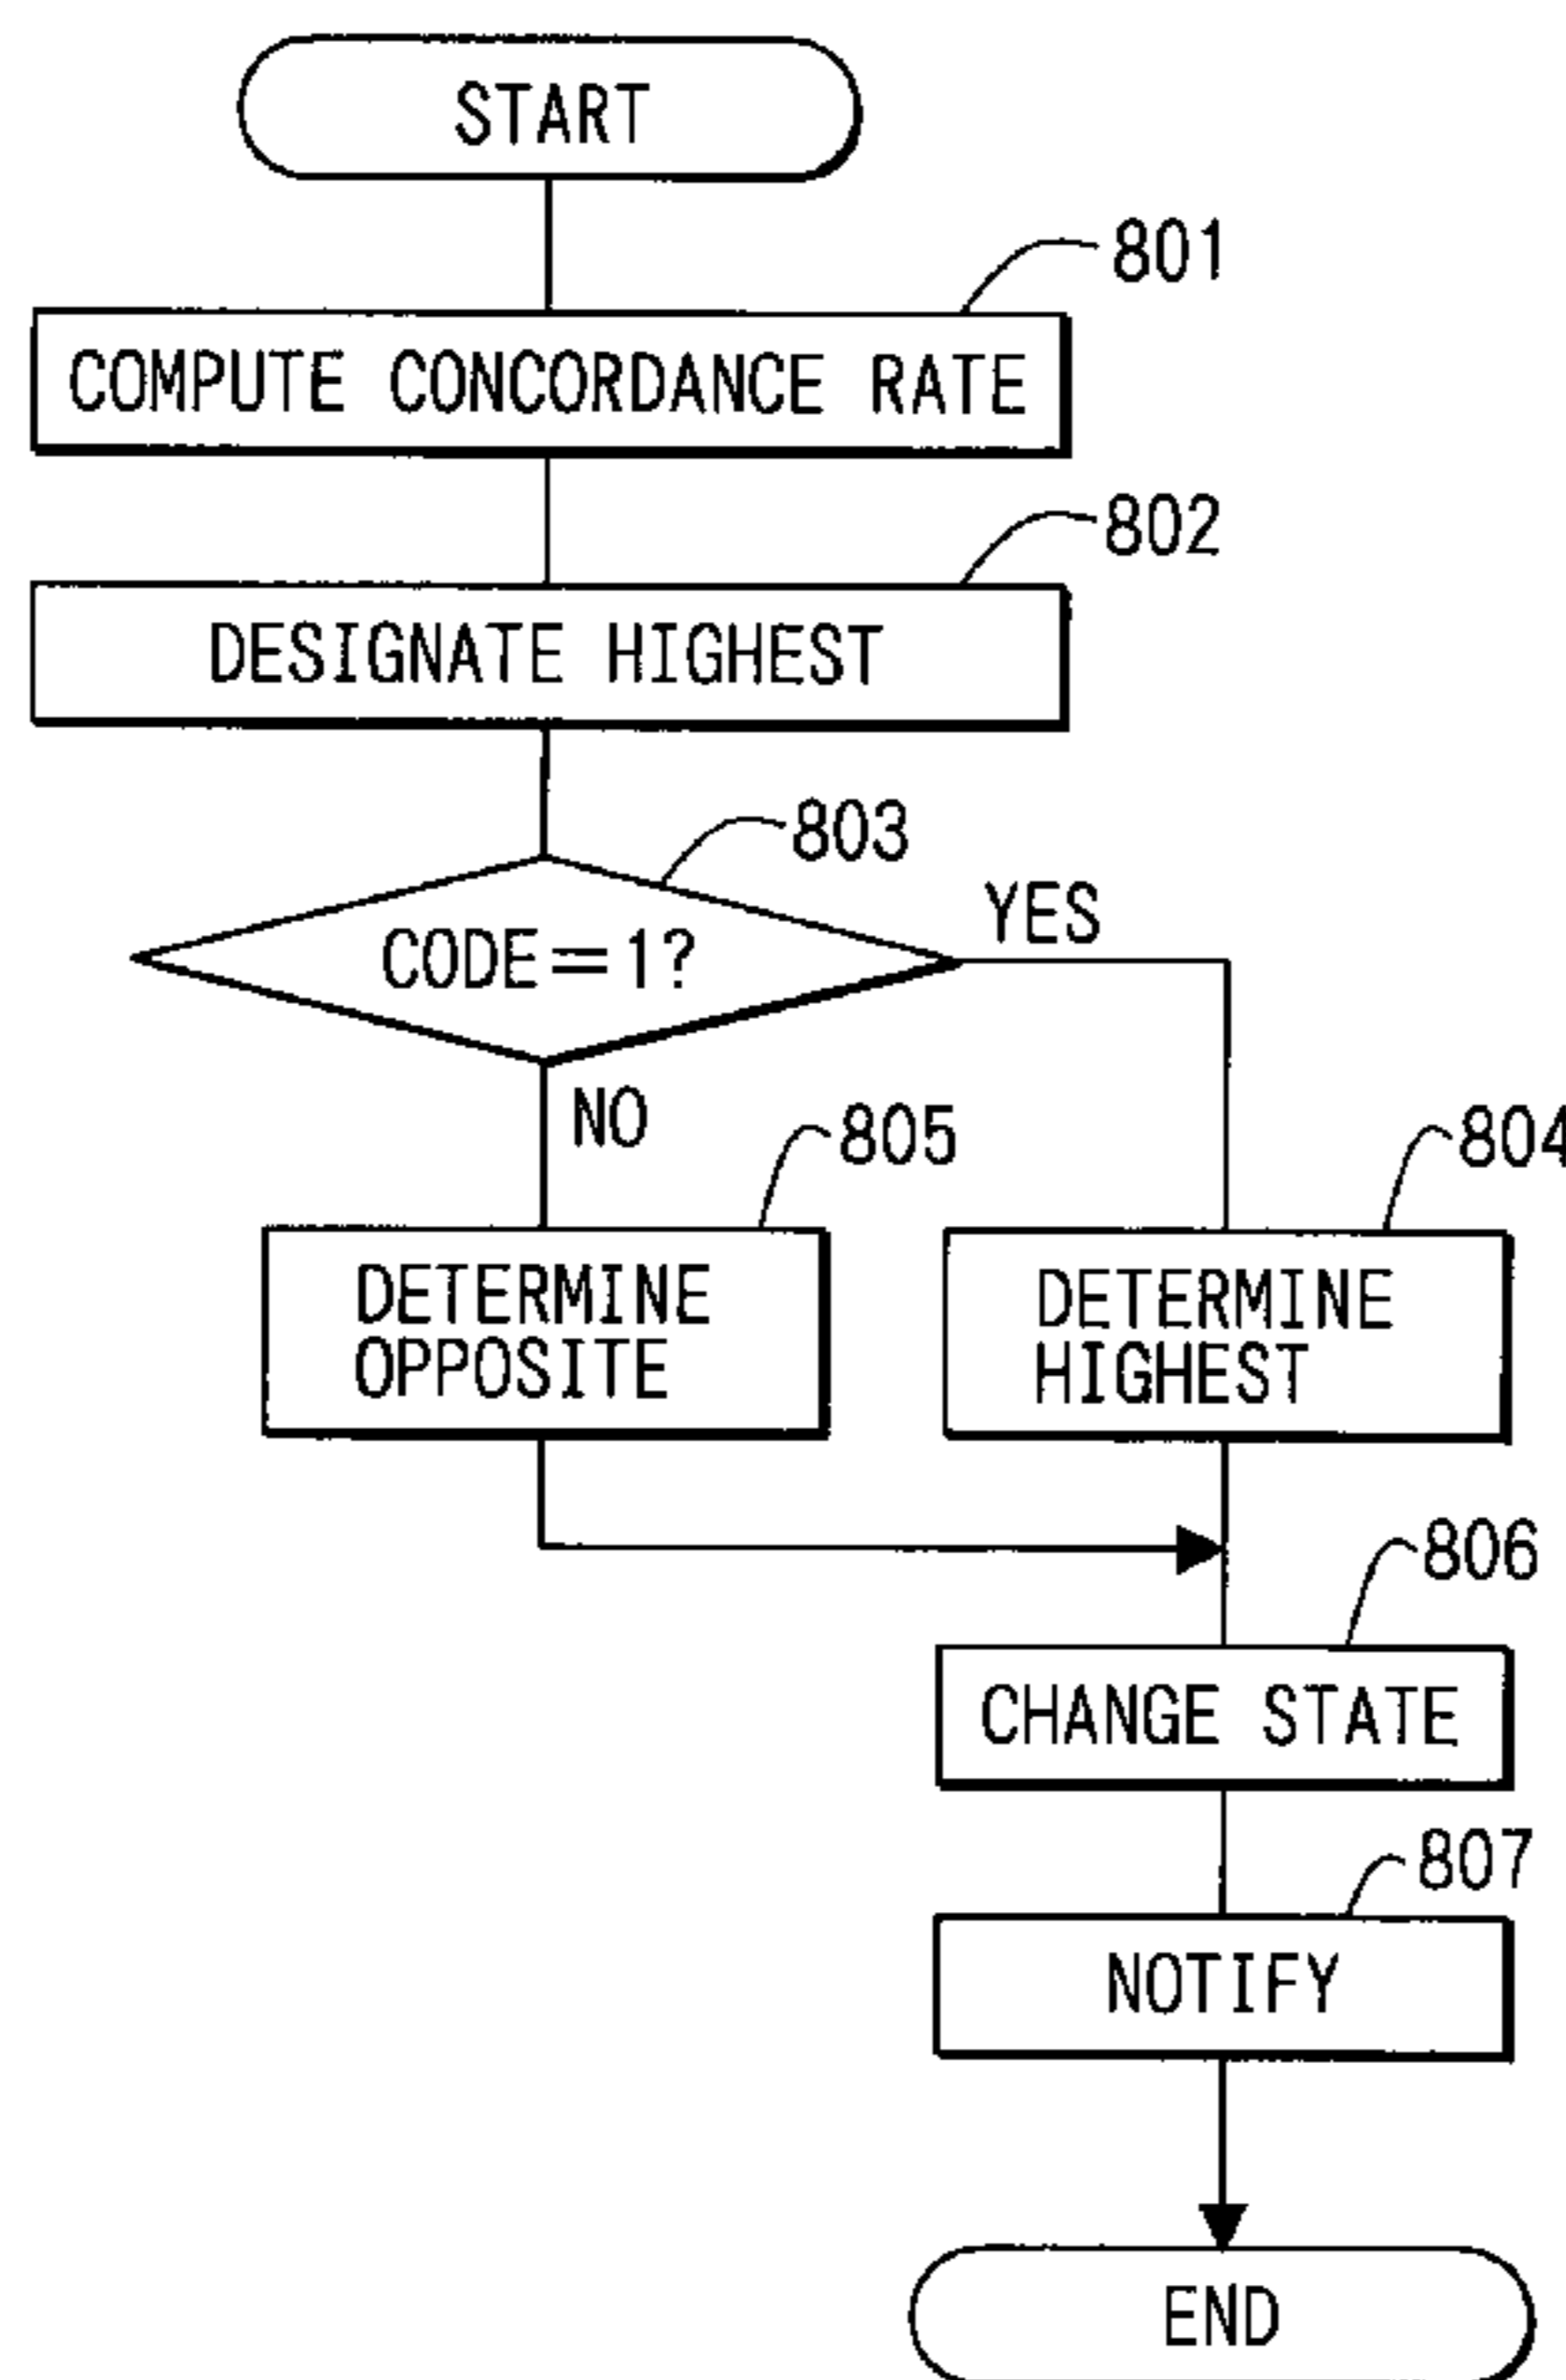 START
801
COMPUTE CONCORDANCE RATE
802
DESIGNATE HIGHEST
803
CODE=1?
YES
NO
805
804
DETERMINE
OPPOSITE
DETERMINE
HIGHEST
806
CHANGE STATE
807
NOTIFY
END